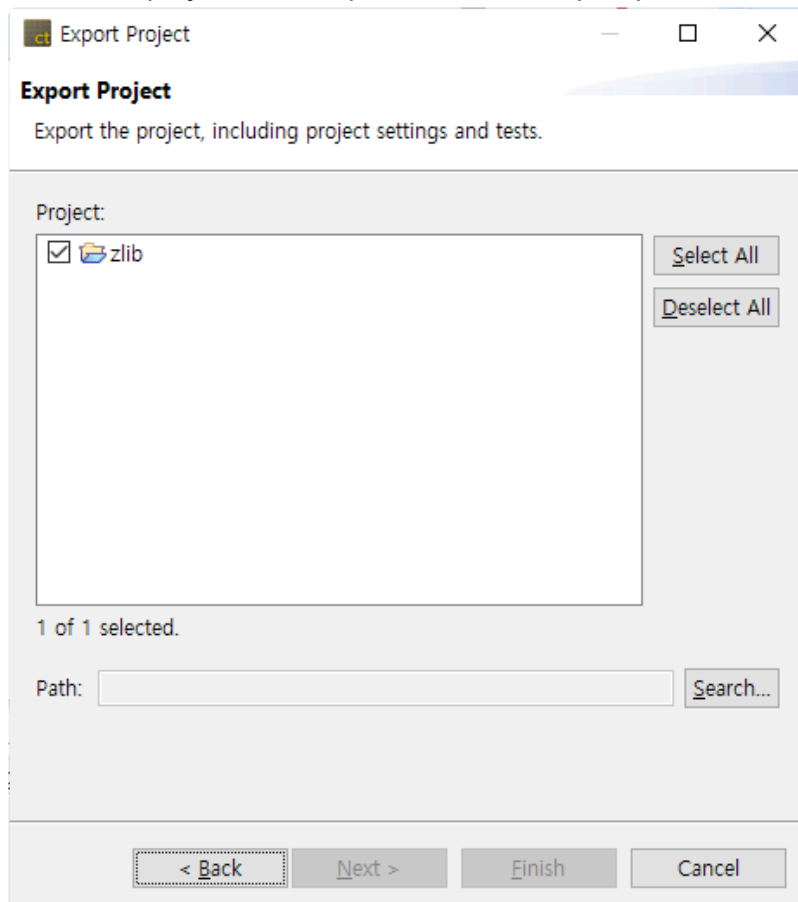 ct Export Project
Export Project
Export the project, including project settings and tests.
Project:
zlib
Select All
Deselect All
1 of 1 selected.
Path:
Search...
< Back
Next >
Finish
Cancel